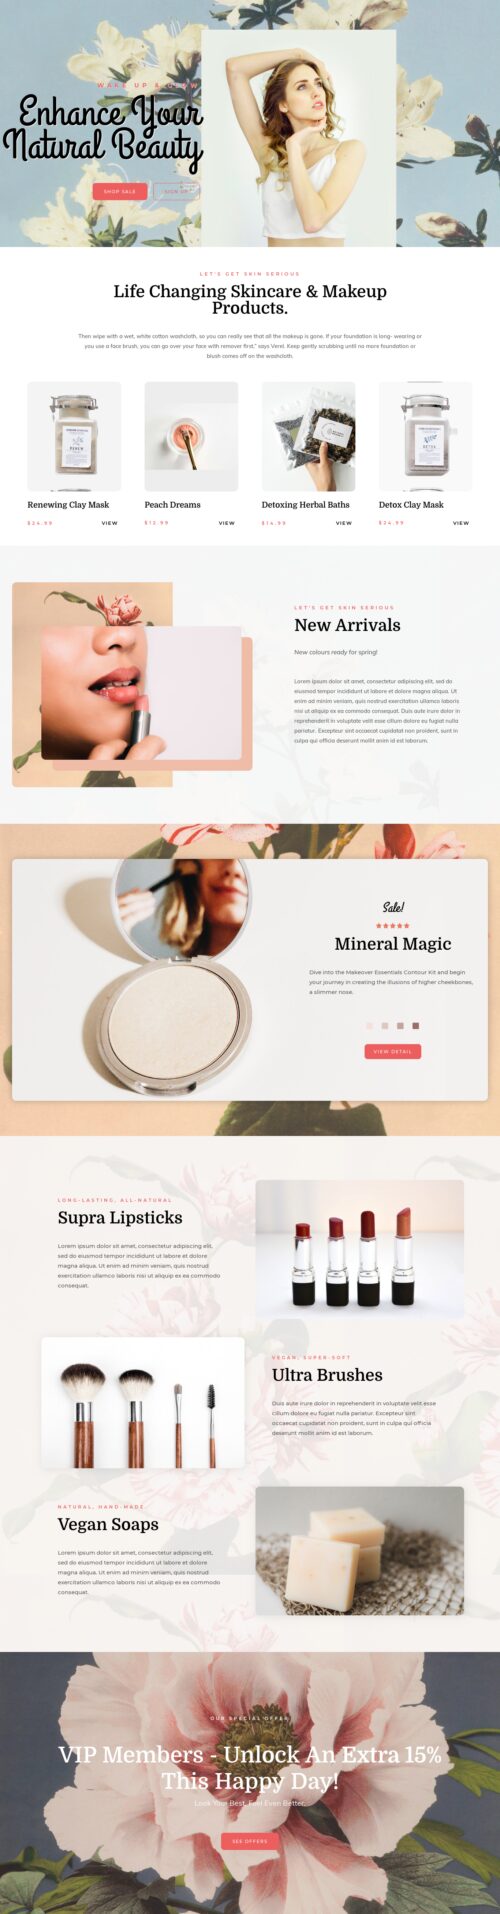 WAKE UP & GLOW
Enhance Your
Natural Beauty
SHOP SALE
SIGN UP
LET'S GET SKIN SERIOUS
Life Changing Skincare & Makeup
Products.
Then wipe with a wet, white cotton washcloth, so you can really see that all the makeup is gone. If your foundation is long- wearing or
you use a face brush, you can go over your face with remover first," says Verel. Keep gently scrubbing until no more foundation or
blush comes off on the washcloth.
RENEW
DETOX
Renewing Clay Mask
Peach Dreams
Detoxing Herbal Baths
Detox Clay Mask
$24.99
VIEW
$12.99
VIEW
$14.99
VIEW
$24.99
VIEW
LET'S GET SKIN SERIOUS
New Arrivals
New colours ready for spring!
Lorem ipsum dolor sit amet, consectetur adipiscing elit, sed do
eiusmod tempor incididunt ut labore et dolore magna aliqua. Ut
enim ad minim veniam, quis nostrud exercitation ullamco laboris
nisi ut aliquip ex ea commodo consequat. Duis aute irure dolor in
reprehenderit in voluptate velit esse cillum dolore eu fugiat nulla
pariatur. Excepteur sint occaecat cupidatat non proident, sunt in
culpa qui officia deserunt mollit anim id est laborum.
Sale!
Mineral Magic
Dive into the Makeover Essentials Contour Kit and begin
your journey in creating the illusions of higher cheekbones,
a slimmer nose.
VIEW DETAIL
LONG-LASTING, ALL-NATURAL
Supra Lipsticks
Lorem ipsum dolor sit amet, consectetur adipiscing elit,
sed do eiusmod tempor incididunt ut labore et dolore
magna aliqua. Ut enim ad minim veniam, quis nostrud
exercitation ullamco laboris nisi ut aliquip ex ea commodo
consequat.
VEGAN, SUPER-SOFT
Ultra Brushes
Duis aute irure dolor in reprehenderit in voluptate velit esse
cillum dolore eu fugiat nulla pariatur. Excepteur sint
occaecat cupidatat non proident, sunt in culpa qui officia
deserunt mollit anim id est laborum.
NATURAL, HAND-MADE
Vegan Soaps
Lorem ipsum dolor sit amet, consectetur adipiscing elit,
sed do eiusmod tempor incididunt ut labore et dolore
magna aliqua. Ut enim ad minim veniam, quis nostrud
exercitation ullamco laboris nisi ut aliquip ex ea commodo
consequat.
OUR SPECIAL OFFER
VIP Members - Unlock An Extra 15%
This Happy Day!
Look Your Best, Feel Even Better.
SEE OFFERS